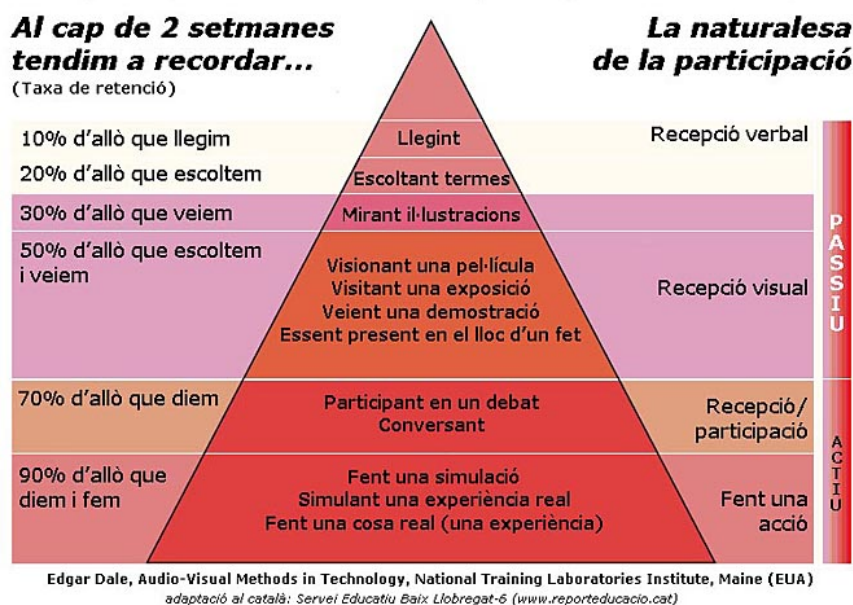 Al cap de 2 setmanes
tendim a recordar...
(Taxa de retenció)
La naturalesa
de la participació
10% d'allò que llegim
Llegint
Recepció verbal
20% d'allò que escoltem
Escoltant termes
30% d'allò que veiem
Mirant il·lustracions
50% d'allò que escoltem
i veiem
Visionant una pel·lícula
Visitant una exposició
Veient una demostració
Essent present en el lloc d'un fet
Recepció visual
PASSIU
70% d'allò que diem
Participant en un debat
Conversant
Recepció/
participació
90% d'allò que
diem i fem
Fent una simulació
Simulant una experiència real
Fent una cosa real (una experiència)
Fent una
acció
ACTIU
Edgar Dale, Audio-Visual Methods in Technology, National Training Laboratories Institute, Maine (EUA)
adaptació al català: Servei Educatiu Baix Llobregat-6 (www.reporteducacio.cat)